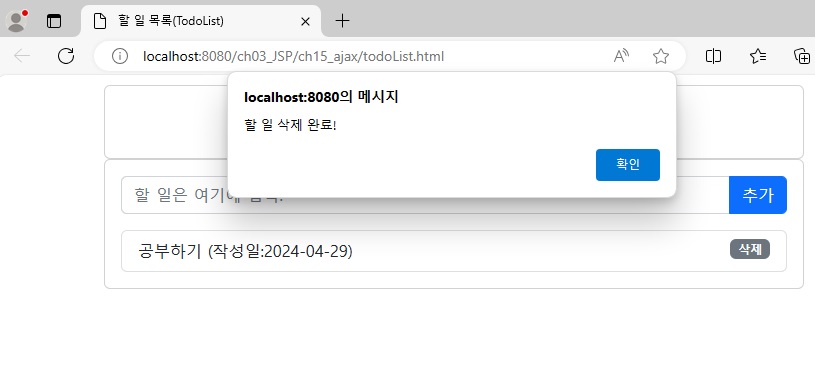 할 일 목록(TodoList)
localhost:8080/ch03_JSP/ch15_ajax/todoList.html
localhost:8080의 메시지
할 일 삭제 완료!
확인
할 일은 여기에
추가
공부하기 (작성일:2024-04-29)
삭제